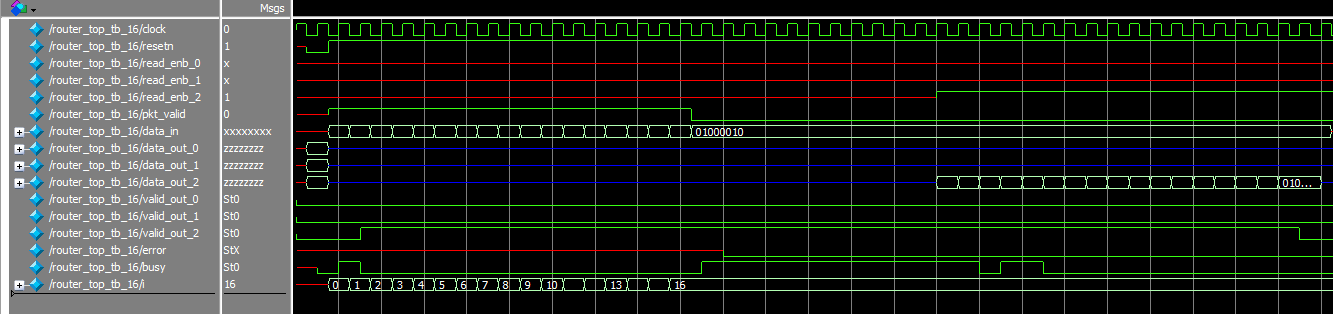 Msgs
/router_top_tb_16/clock 0
/router_top_tb_16/resetn 1
/router_top_tb_16/read_enb_0 x
/router_top_tb_16/read_enb_1 x
/router_top_tb_16/read_enb_2 1
/router_top_tb_16/pkt_valid 0
/router_top_tb_16/data_in xxxxxxxx 01000010
/router_top_tb_16/data_out_0 zzzzzzzz
/router_top_tb_16/data_out_1 zzzzzzzz
/router_top_tb_16/data_out_2 zzzzzzzz 010...
/router_top_tb_16/valid_out_0 St0
/router_top_tb_16/valid_out_1 St0
/router_top_tb_16/valid_out_2 St0
/router_top_tb_16/error StX
/router_top_tb_16/busy St0
/router_top_tb_16/i 16 0 1 2 3 4 5 6 7 8 9 10 13 16